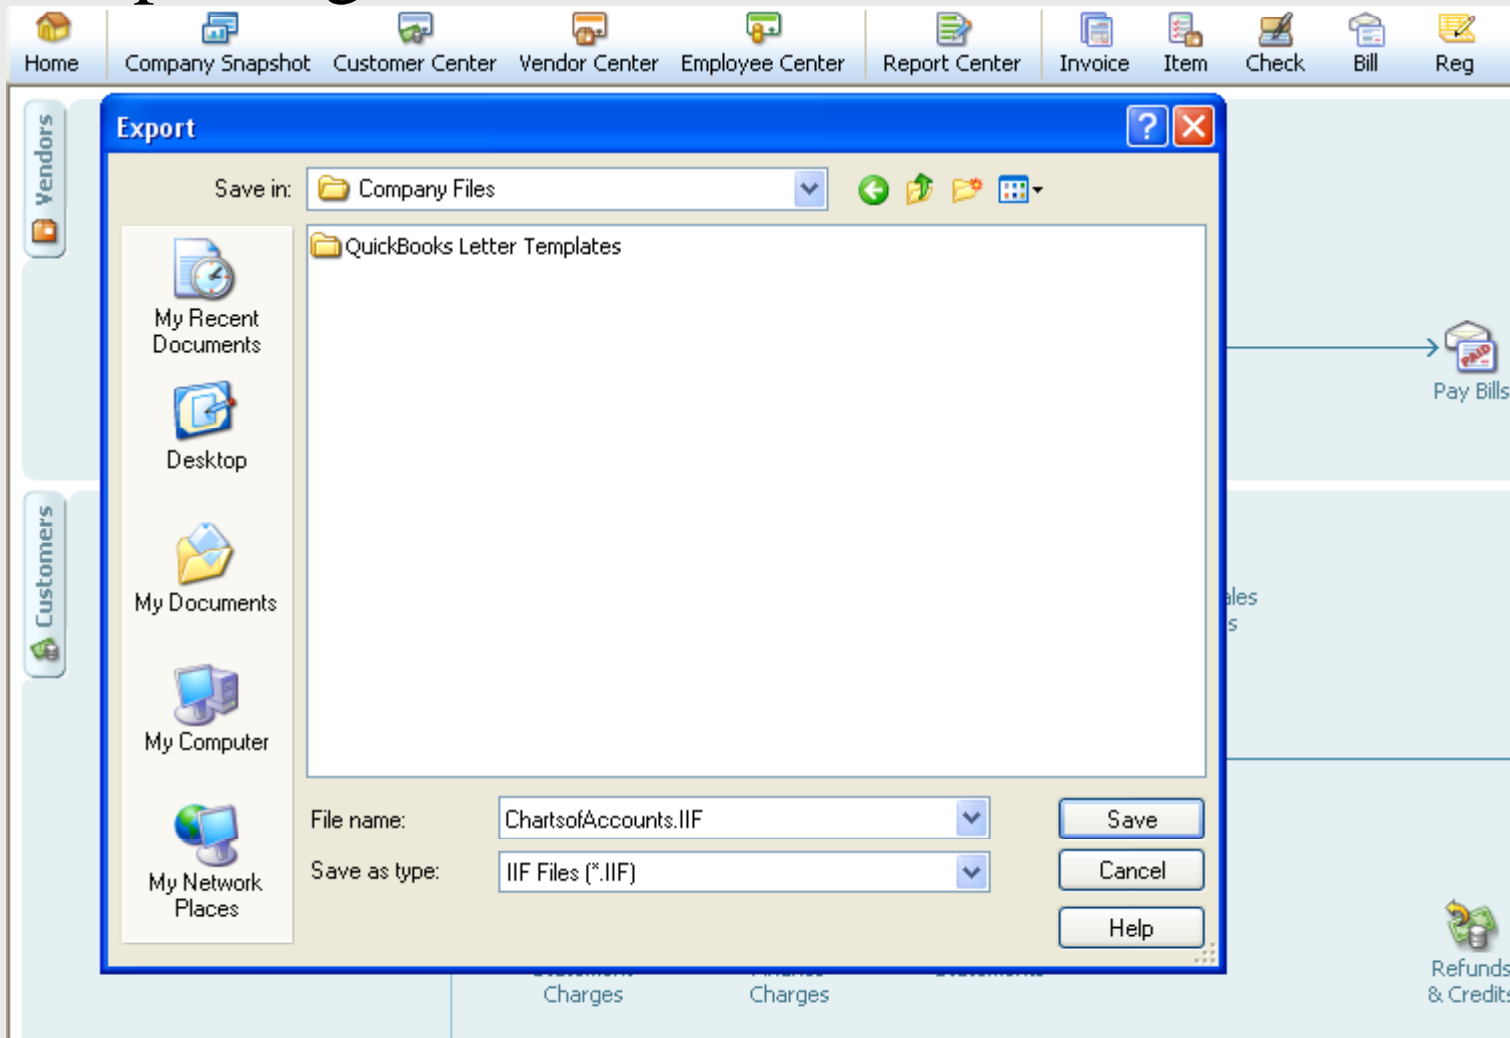 Home
Company Snapshot
Customer Center
Vendor Center
Employee Center
Report Center
Invoice
Item
Check
Bill
Reg
Vendors
Export
Save in:
Company Files
QuickBooks Letter Templates
My Recent
Documents
Desktop
My Documents
My Computer
My Network
Places
File name:
ChartsofAccounts.IIF
Save
Save as type:
IIF Files (*.IIF)
Cancel
Help
Pay Bills
Customers
ales
s
Charges
Charges
Refunds
& Credits